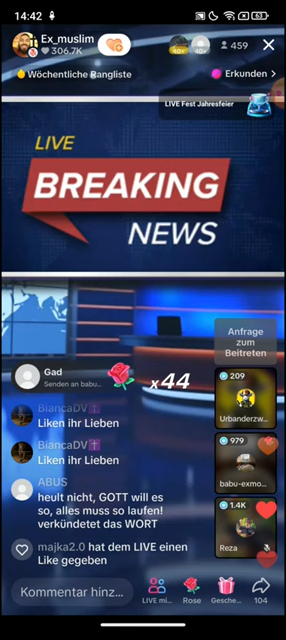 14:42
63
Ex_muslim
306.7K
40+
40+
459
Wöchentliche Rangliste
Erkunden >
LIVE Fest Jahresfeier
LIVE
BREAKING
NEWS
Anfrage
zum
Beitreten
Gad
Senden an babu...
x44
209
Urbanderzw...
BiancaDV
Liken ihr Lieben
BiancaDV
Liken ihr Lieben
979
babu-exmo...
ABUS
heult nicht, GOTT will es
so, alles muss so laufen!
verkündetet das WORT
1.4K
Reza
majka2.0 hat dem LIVE einen
Like gegeben
Kommentar hinz...
LIVE mi...
Rose
Gesche...
104